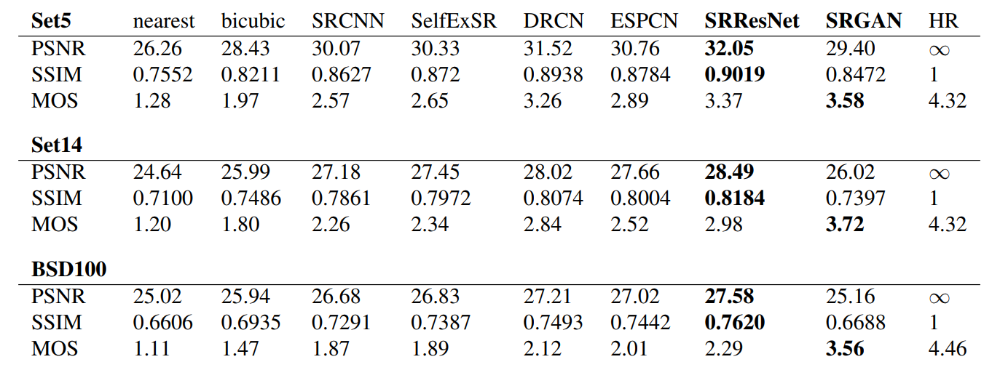 Set5 nearest bicubic SRCNN SelfExSR DRCN ESPCN SRResNet SRGAN HR
PSNR 26.26 28.43 30.07 30.33 31.52 30.76 32.05 29.40 ∞
SSIM 0.7552 0.8211 0.8627 0.872 0.8938 0.8784 0.9019 0.8472 1
MOS 1.28 1.97 2.57 2.65 3.26 2.89 3.37 3.58 4.32
Set14
PSNR 24.64 25.99 27.18 27.45 28.02 27.66 28.49 26.02 ∞
SSIM 0.7100 0.7486 0.7861 0.7972 0.8074 0.8004 0.8184 0.7397 1
MOS 1.20 1.80 2.26 2.34 2.84 2.52 2.98 3.72 4.32
BSD100
PSNR 25.02 25.94 26.68 26.83 27.21 27.02 27.58 25.16 ∞
SSIM 0.6606 0.6935 0.7291 0.7387 0.7493 0.7442 0.7620 0.6688 1
MOS 1.11 1.47 1.87 1.89 2.12 2.01 2.29 3.56 4.46